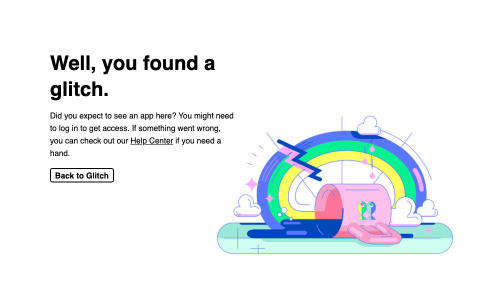 Well, you found a
glitch.
Did you expect to see an app here? You might need
to log in to get access. If something went wrong,
you can check out our Help Center if you need a
hand.
Back to Glitch